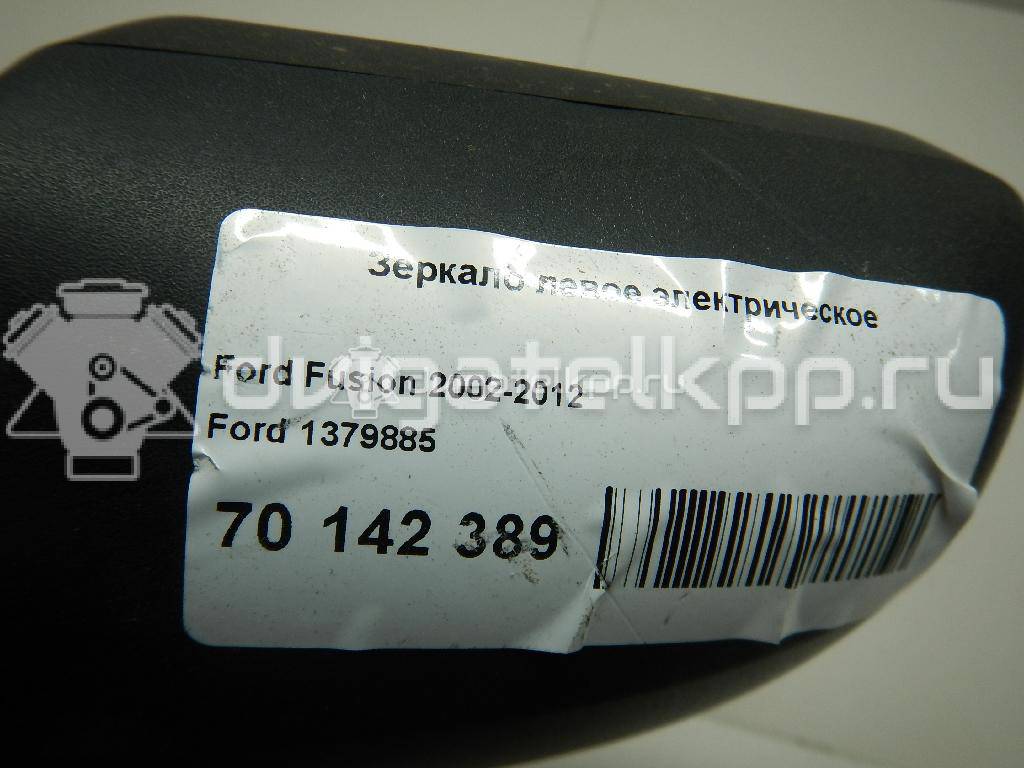 Зеркало левое электрическое
Ford Fusion 2002-2012
dvigatelkpp.ru
Ford 1379885
70 142 389